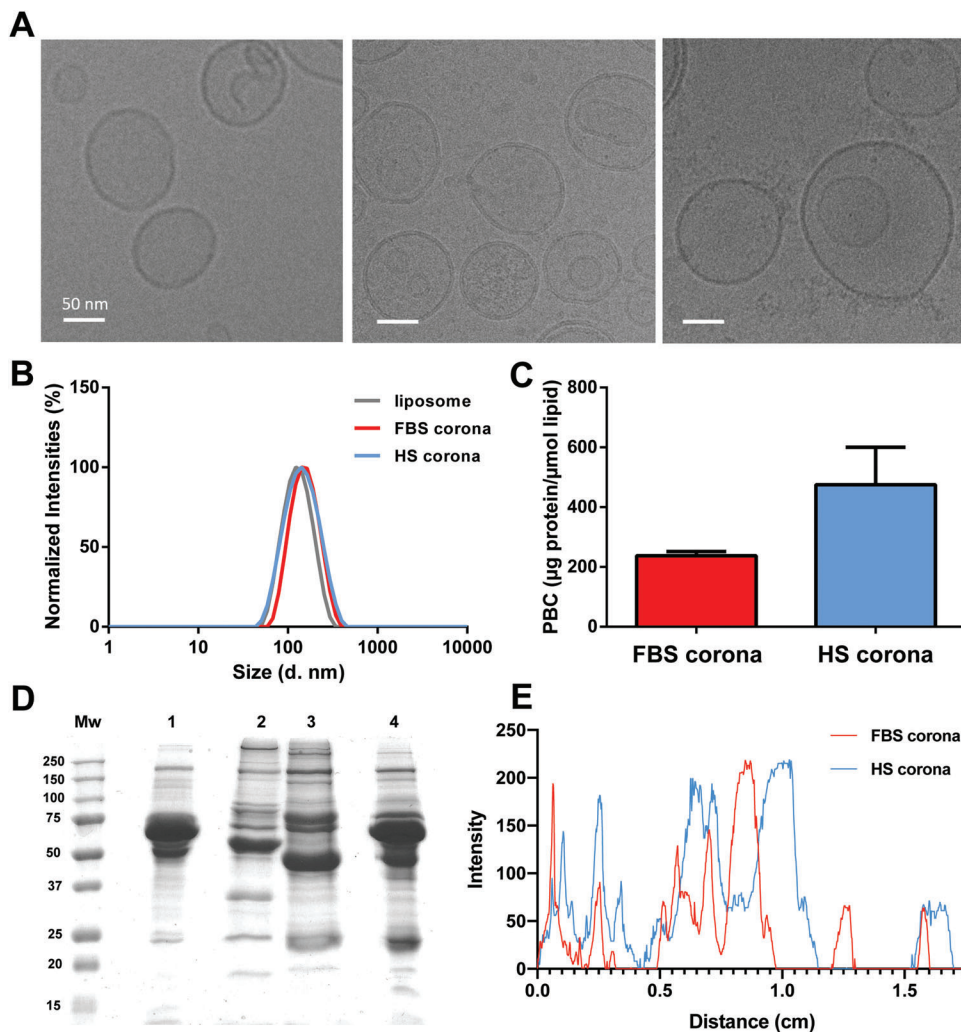 A
50 nm
B
Normalized Intensities (%)
150
100
50
0
1
10
100
1000
10000
Size (d. nm)
liposome
FBS corona
HS corona
C
PBC (µg protein/µmol lipid)
800
600
400
200
0
FBS corona
HS corona
D
Mw 1 2 3 4
250
150
100
75
50
37
25
20
15
E
Intensity
250
200
150
100
50
0
0.0
0.5
1.0
1.5
Distance (cm)
FBS corona
HS corona